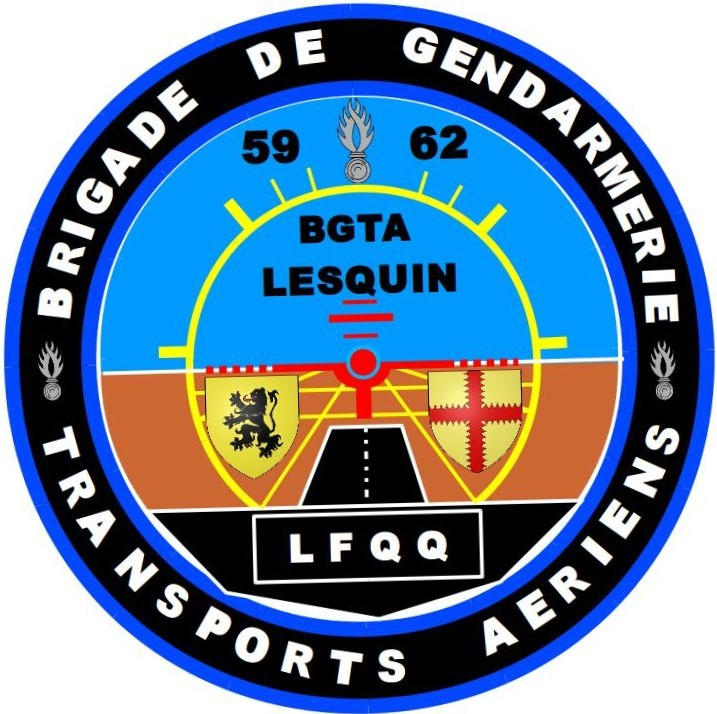 BRIGADE DE GENDARMERIE
59 62
BGTA
LESQUIN
LFQQ
TRANSPORTS AERIENS